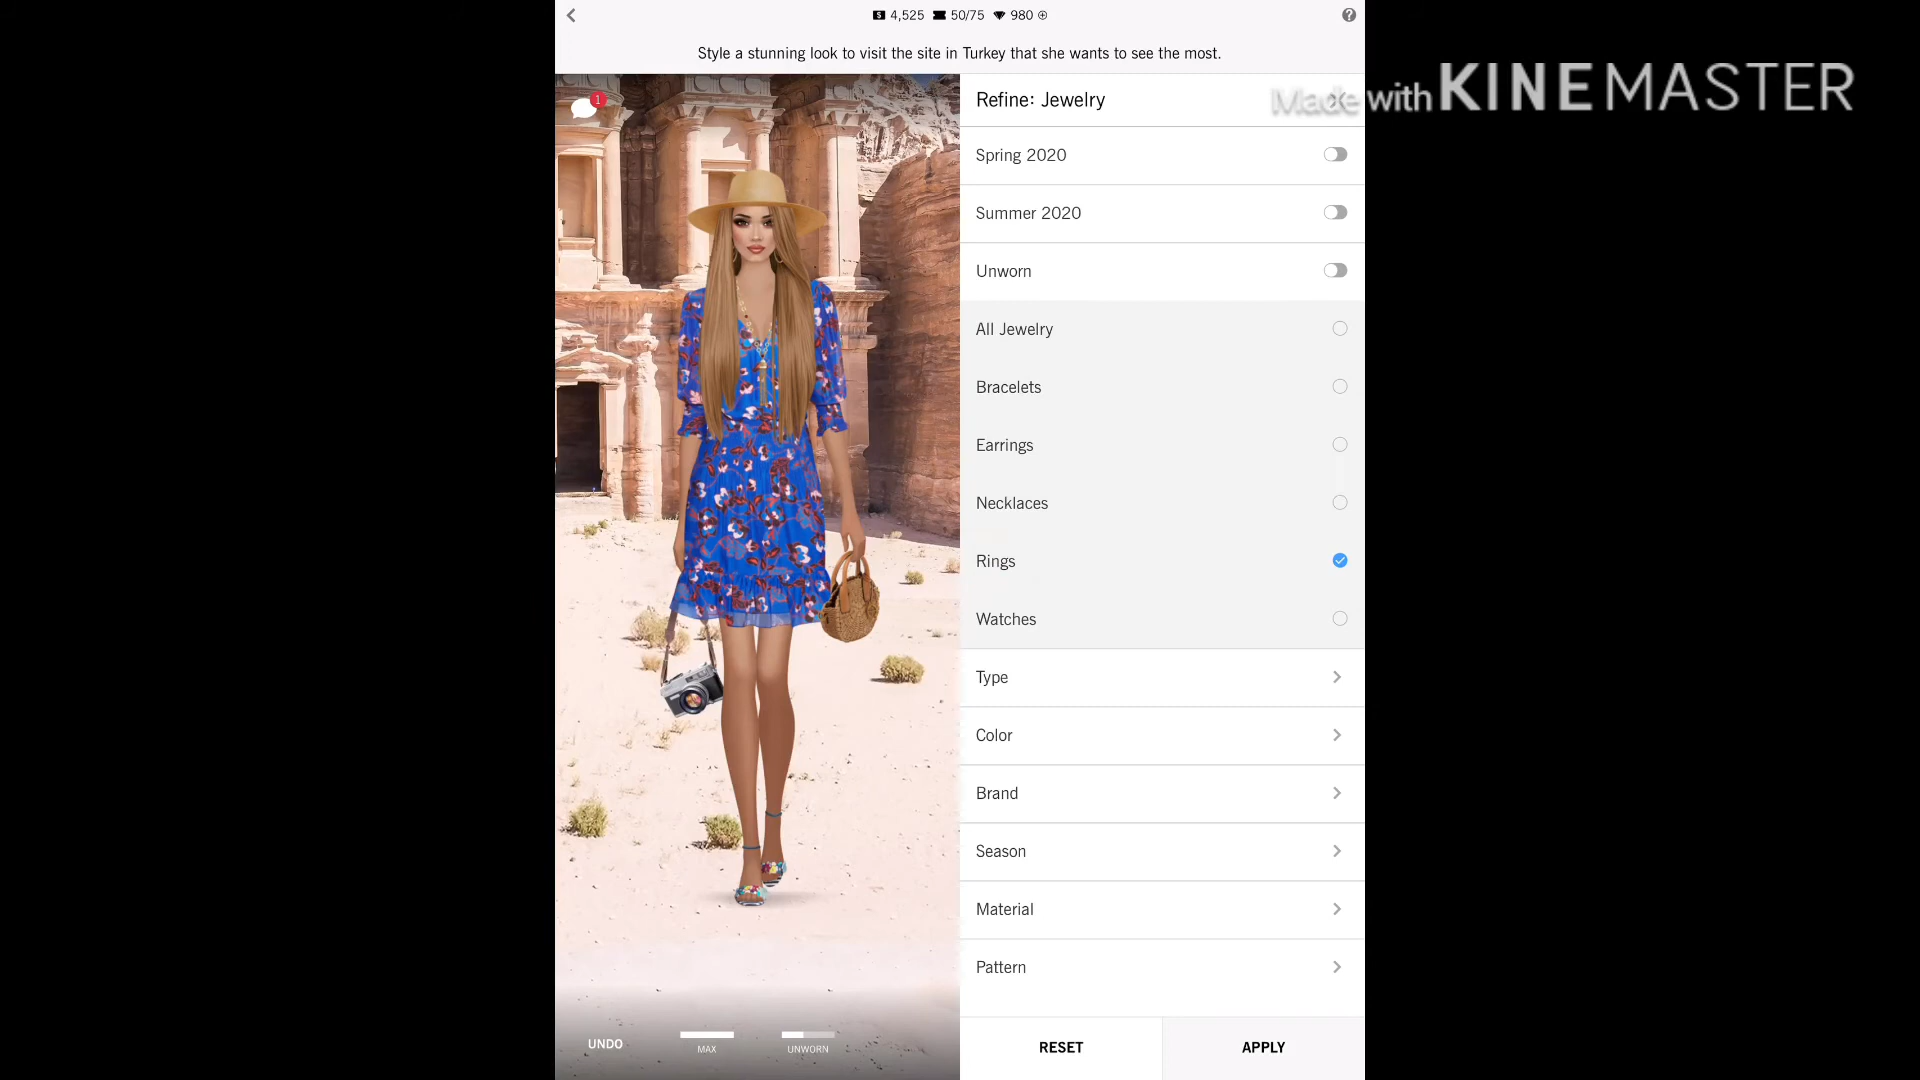 4,525 50/75 980
Style a stunning look to visit the site in Turkey that she wants to see the most.
1
Refine: Jewelry
Made with KINEMASTER
Spring 2020
Summer 2020
Unworn
All Jewelry
Bracelets
Earrings
Necklaces
Rings
Watches
Type
Color
Brand
Season
Material
Pattern
UNDO
MAX
UNWORN
RESET
APPLY